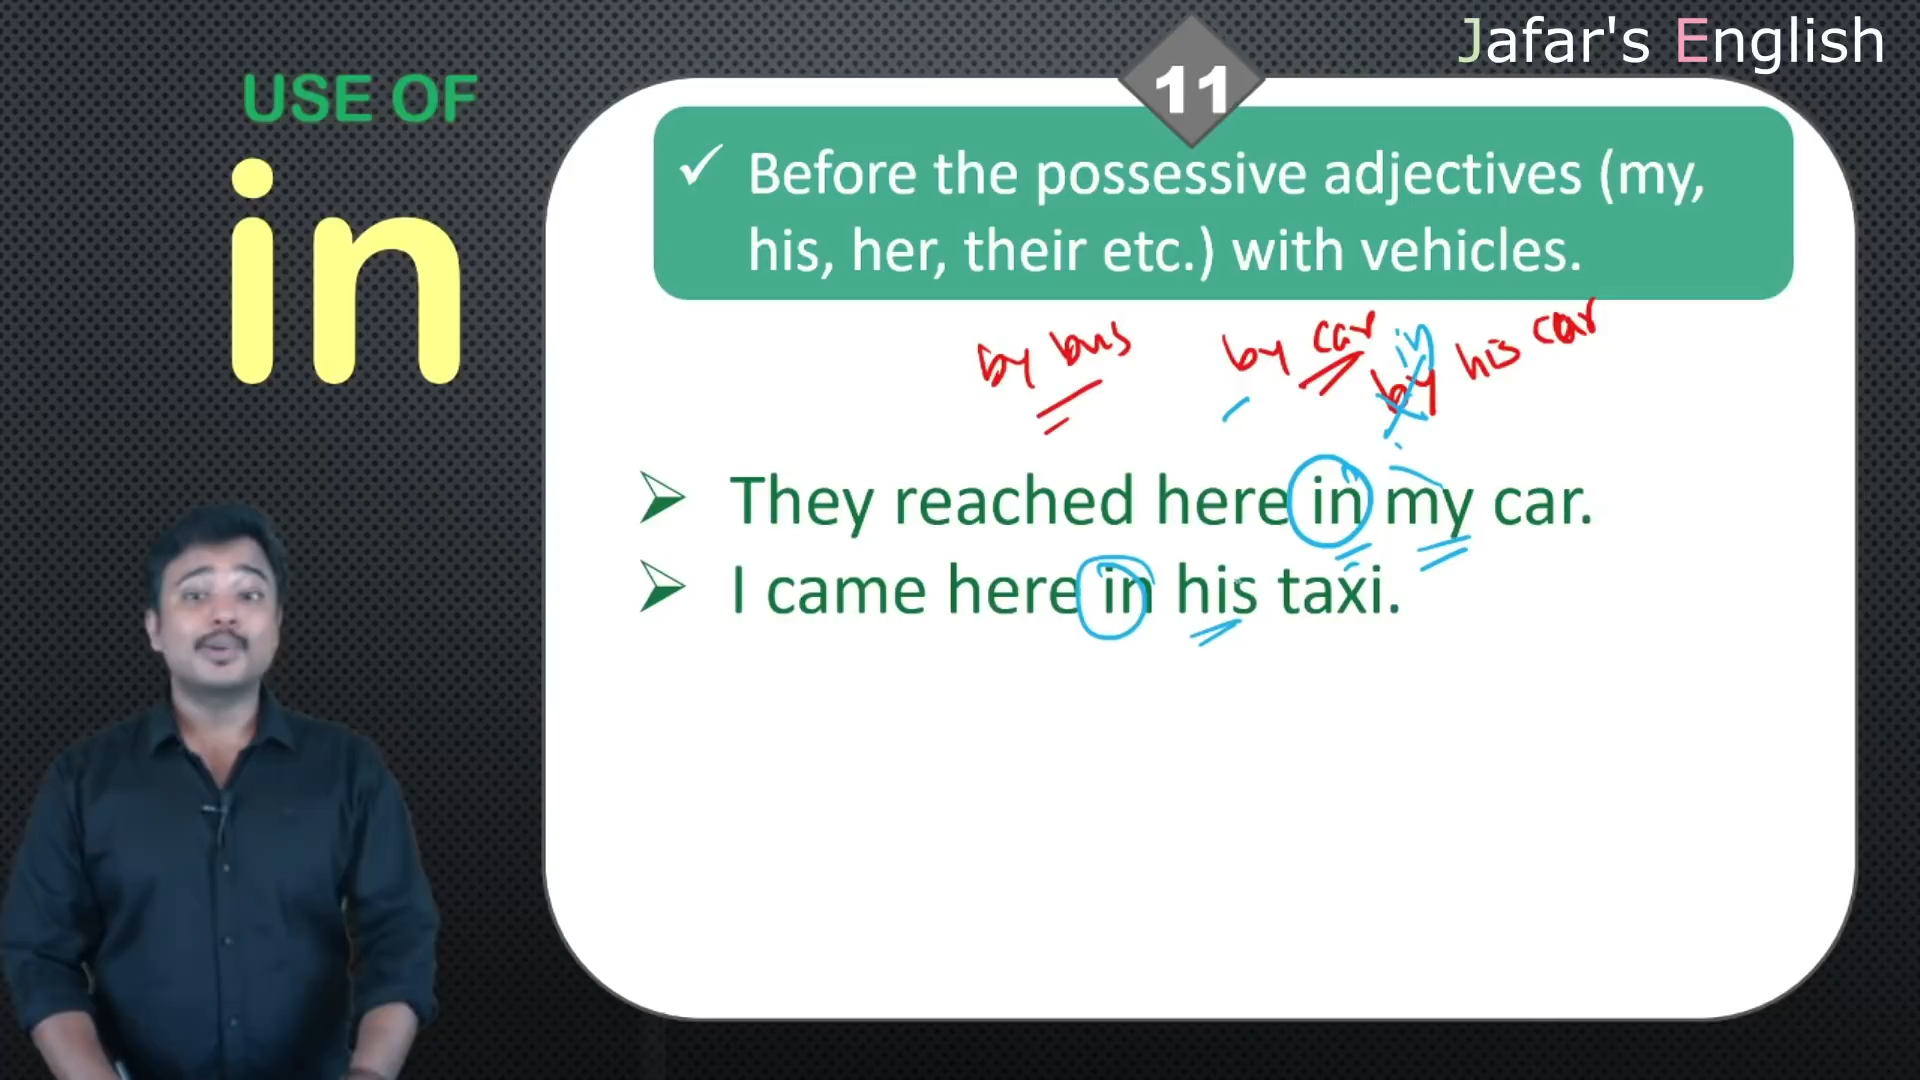 Jafar's English
USE OF
in
11
✓ Before the possessive adjectives (my,
his, her, their etc.) with vehicles.
by bus by car by in his car
➢ They reached here in my car.
➢ I came here in his taxi.